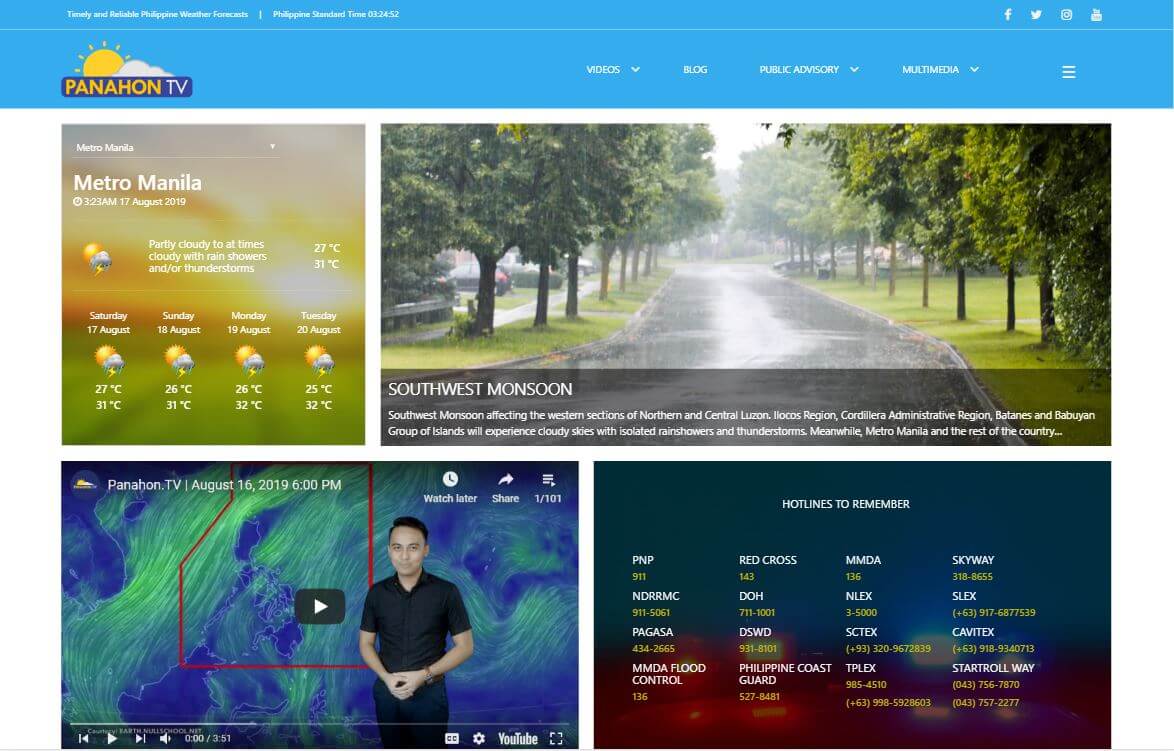 Timely and Reliable Philippine Weather Forecasts | Philippine Standard Time 03:24:52
PANAHON TV
VIDEOS BLOG PUBLIC ADVISORY MULTIMEDIA
Metro Manila
Metro Manila
3:23AM 17 August 2019
Partly cloudy to at times
cloudy with rain showers
and/or thunderstorms
27 °C
31 °C
Saturday Sunday Monday Tuesday
17 August 18 August 19 August 20 August
27 °C 26 °C 26 °C 25 °C
31 °C 31 °C 32 °C 32 °C
SOUTHWEST MONSOON
Southwest Monsoon affecting the western sections of Northern and Central Luzon. Ilocos Region, Cordillera Administrative Region, Batanes and Babuyan
Group of Islands will experience cloudy skies with isolated rainshowers and thunderstorms. Meanwhile, Metro Manila and the rest of the country...
PANAHON TV
Panahon.TV | August 16, 2019 6:00 PM
Watch later Share 1/101
Courtesy: EARTH.NULLSCHOOL.NET
0:00 / 3:51
CC
YouTube
HOTLINES TO REMEMBER
PNP RED CROSS MMDA SKYWAY
911 143 136 318-8655
NDRRMC DOH NLEX SLEX
911-5061 711-1001 3-5000 (+63) 917-6877539
PAGASA DSWD SCTEX CAVITEX
434-2665 931-8101 (+93) 320-9672839 (+63) 918-9340713
MMDA FLOOD PHILIPPINE COAST TPLEX STARTROLL WAY
CONTROL GUARD 985-4510 (043) 756-7870
136 527-8481 (+63) 998-5928603 (043) 757-2277